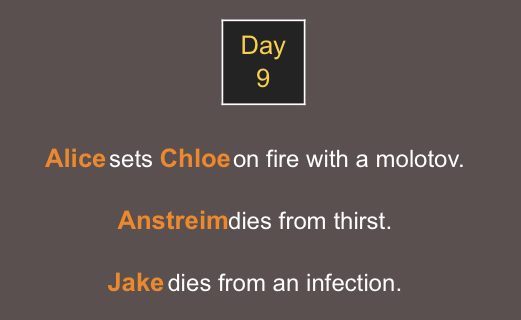 Day
9
Alice sets Chloe on fire with a molotov.
Anstreim dies from thirst.
Jake dies from an infection.